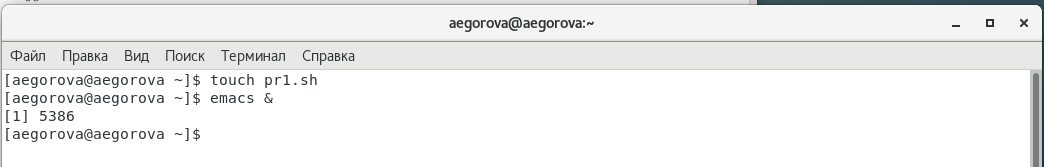 aegorova@aegorova:~
Файл Правка Вид Поиск Терминал Справка
[aegorova@aegorova ~]$ touch pr1.sh
[aegorova@aegorova ~]$ emacs &
[1] 5386
[aegorova@aegorova ~]$